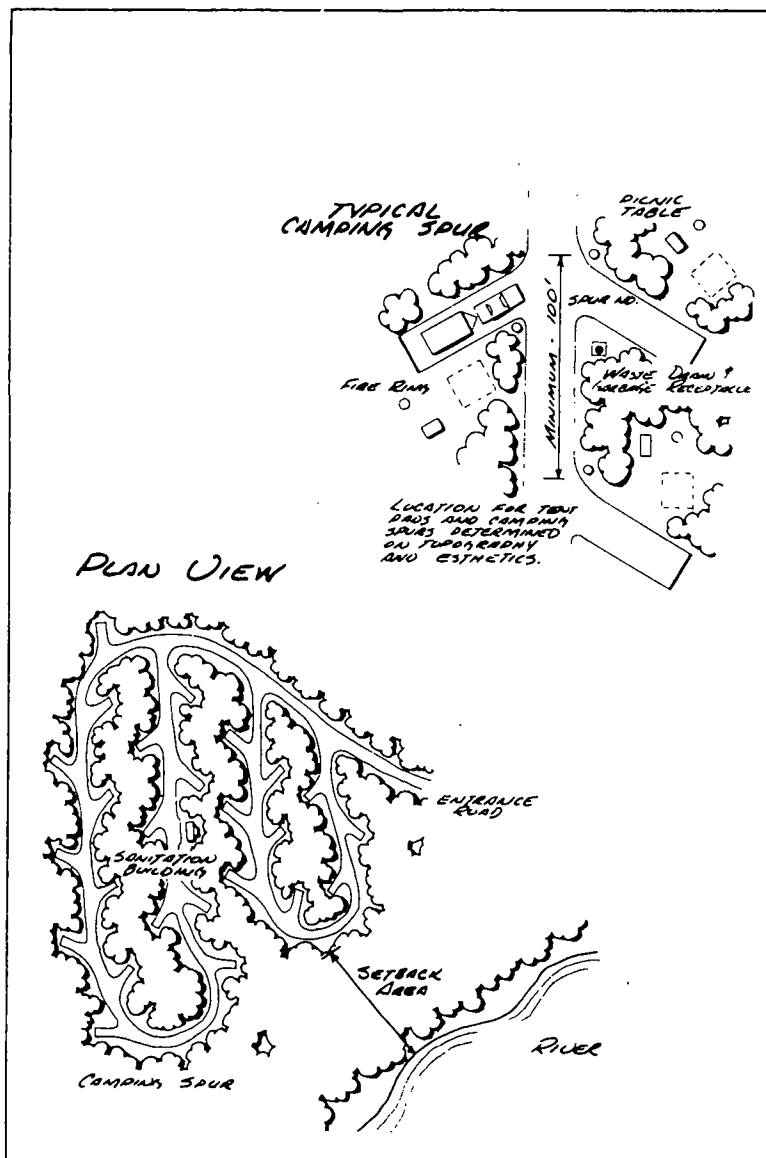 TYPICAL
CAMPING SPUR
PICNIC
TABLE
SPUR NO.
MINIMUM - 100'
FIRE RING
WASTE DRAIN &
GARBAGE RECEPTACLE
LOCATION FOR TENT
PADS AND CAMPING
SPURS DETERMINED
ON TOPOGRAPHY
AND ESTHETICS.
PLAN VIEW
ENTRANCE
ROAD
SANITATION
BUILDING
SETBACK
AREA
RIVER
CAMPING SPUR